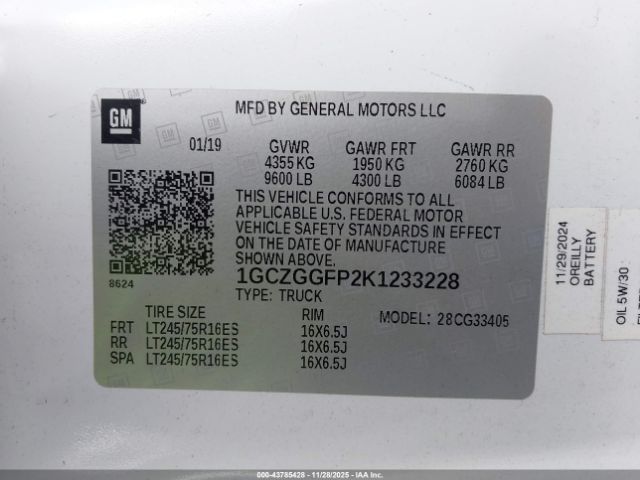 GM
MFD BY GENERAL MOTORS LLC
01/19 GVWR GAWR FRT GAWR RR
4355 KG 1950 KG 2760 KG
9600 LB 4300 LB 6084 LB
THIS VEHICLE CONFORMS TO ALL
APPLICABLE U.S. FEDERAL MOTOR
VEHICLE SAFETY STANDARDS IN EFFECT
ON THE DATE OF MANUFACTURE
SHOWN ABOVE.
8624
1GCZGGFP2K1233228
TYPE: TRUCK
TIRE SIZE RIM MODEL: 28CG33405
FRT LT245/75R16ES 16X6.5J
RR LT245/75R16ES 16X6.5J
SPA LT245/75R16ES 16X6.5J
11/29/2024
OREILLY
BATTERY
OIL 5W/30
000-43785428 - 11/28/2025 - IAAI.COM